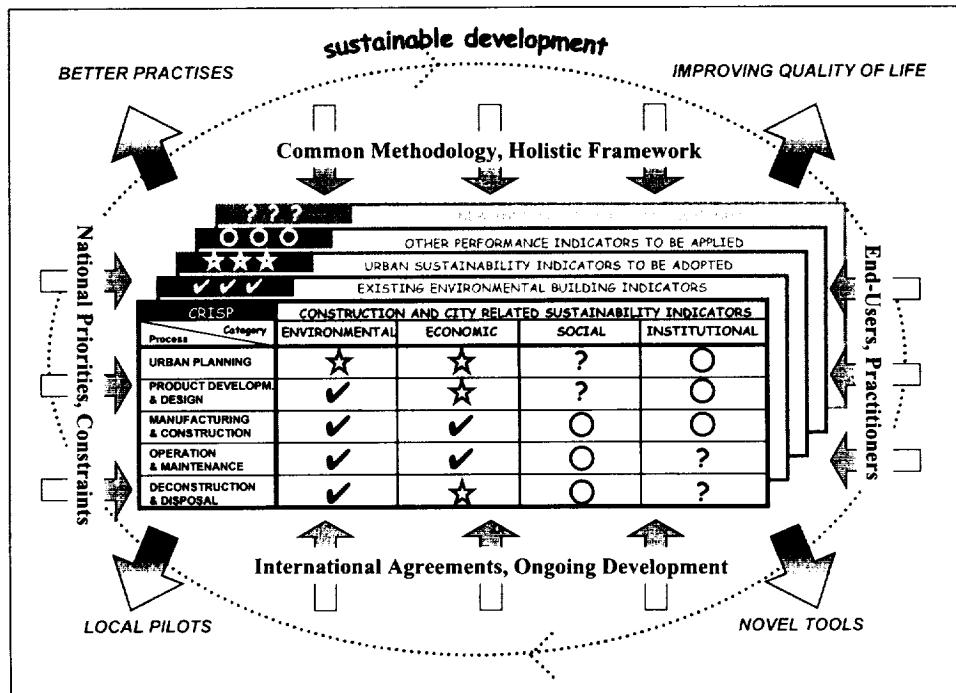 sustainable development
BETTER PRACTISES
IMPROVING QUALITY OF LIFE
Common Methodology, Holistic Framework
? ? ?
OTHER PERFORMANCE INDICATORS TO BE APPLIED
URBAN SUSTAINABILITY INDICATORS TO BE ADOPTED
EXISTING ENVIRONMENTAL BUILDING INDICATORS
National Priorities, Constraints
End-Users, Practitioners
CRISP
CONSTRUCTION AND CITY RELATED SUSTAINABILITY INDICATORS
Category
Process
ENVIRONMENTAL
ECONOMIC
SOCIAL
INSTITUTIONAL
URBAN PLANNING
?
PRODUCT DEVELOPM.
& DESIGN
?
MANUFACTURING
& CONSTRUCTION
OPERATION
& MAINTENANCE
?
DECONSTRUCTION
& DISPOSAL
?
International Agreements, Ongoing Development
LOCAL PILOTS
NOVEL TOOLS